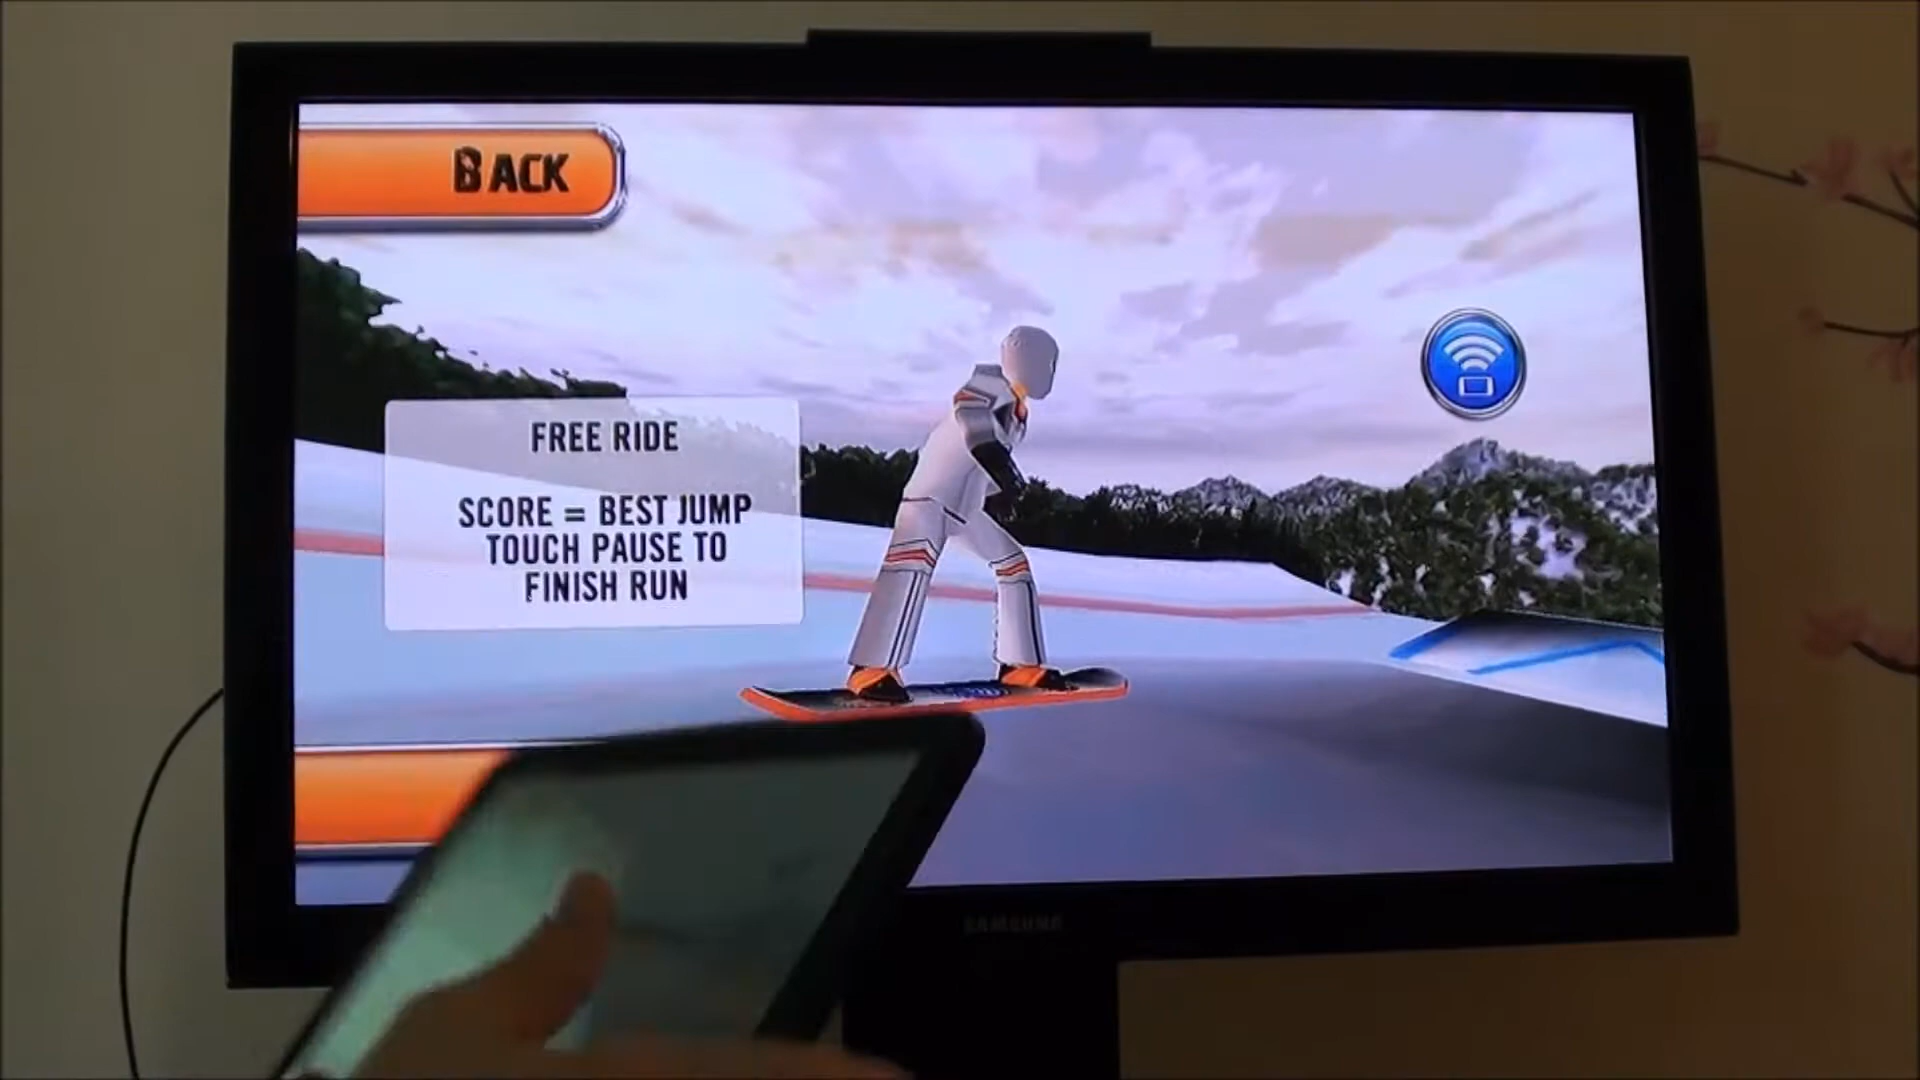 BACK
FREE RIDE
SCORE = BEST JUMP
TOUCH PAUSE TO
FINISH RUN
SAMSUNG